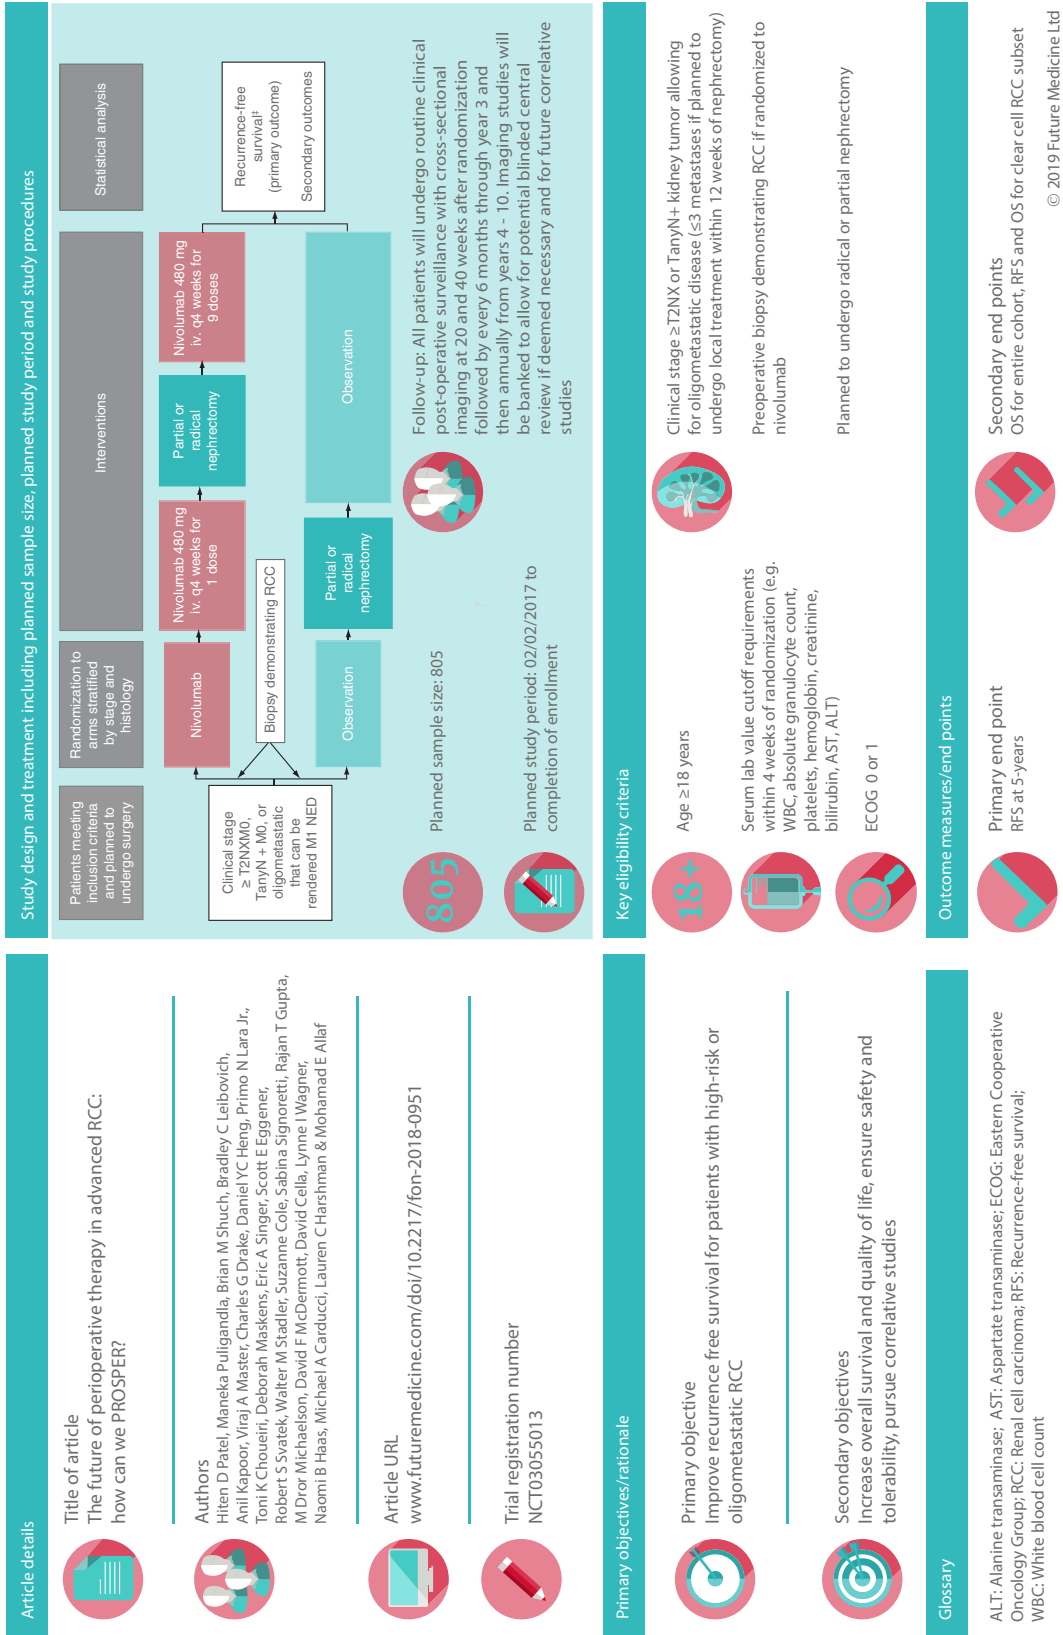 Article details
Title of article
The future of perioperative therapy in advanced RCC:
how can we PROSPER?
Authors
Hiten D Patel, Maneka Puligandla, Brian M Shuch, Bradley C Leibovich,
Anil Kapoor, Viraj A Master, Charles G Drake, Daniel YC Heng, Primo N Lara Jr.,
Toni K Choueiri, Deborah Maskens, Eric A Singer, Scott E Eggener,
Robert S Svatek, Walter M Stadler, Suzanne Cole, Sabina Signoretti, Rajan T Gupta,
M Dror Michaelson, David F McDermott, David Cella, Lynne I Wagner,
Naomi B Haas, Michael A Carducci, Lauren C Harshman & Mohamad E Allaf
Article URL
www.futuremedicine.com/doi/10.2217/fon-2018-0951
Trial registration number
NCT03055013
Study design and treatment including planned sample size, planned study period and study procedures
Patients meeting
inclusion criteria
and planned to
undergo surgery
Randomization to
arms stratified
by stage and
histology
Interventions
Statistical analysis
Clinical stage
≥ T2NXM0,
TanyN + M0, or
oligometastatic
that can be
rendered M1 NED
Nivolumab
Nivolumab 480 mg
iv. q4 weeks for
1 dose
Partial or
radical
nephrectomy
Nivolumab 480 mg
iv. q4 weeks for
9 doses
Biopsy demonstrating RCC
Observation
Partial or
radical
nephrectomy
Observation
Recurrence-free
survival‡
(primary outcome)
Secondary outcomes
805
Planned sample size: 805
Planned study period: 02/02/2017 to
completion of enrollment
Follow-up: All patients will undergo routine clinical
post-operative surveillance with cross-sectional
imaging at 20 and 40 weeks after randomization
followed by every 6 months through year 3 and
then annually from years 4 - 10. Imaging studies will
be banked to allow for potential blinded central
review if deemed necessary and for future correlative
studies
Primary objectives/rationale
Primary objective
Improve recurrence free survival for patients with high-risk or
oligometastatic RCC
Secondary objectives
Increase overall survival and quality of life, ensure safety and
tolerability, pursue correlative studies
Key eligibility criteria
18+
Age ≥18 years
Serum lab value cutoff requirements
within 4 weeks of randomization (e.g.
WBC, absolute granulocyte count,
platelets, hemoglobin, creatinine,
bilirubin, AST, ALT)
ECOG 0 or 1
Clinical stage ≥T2NX or TanyN+ kidney tumor allowing
for oligometastatic disease (≤3 metastases if planned to
undergo local treatment within 12 weeks of nephrectomy)
Preoperative biopsy demonstrating RCC if randomized to
nivolumab
Planned to undergo radical or partial nephrectomy
Glossary
ALT: Alanine transaminase; AST: Aspartate transaminase; ECOG: Eastern Cooperative
Oncology Group; RCC: Renal cell carcinoma; RFS: Recurrence-free survival;
WBC: White blood cell count
Outcome measures/end points
Primary end point
RFS at 5-years
Secondary end points
OS for entire cohort, RFS and OS for clear cell RCC subset
© 2019 Future Medicine Ltd